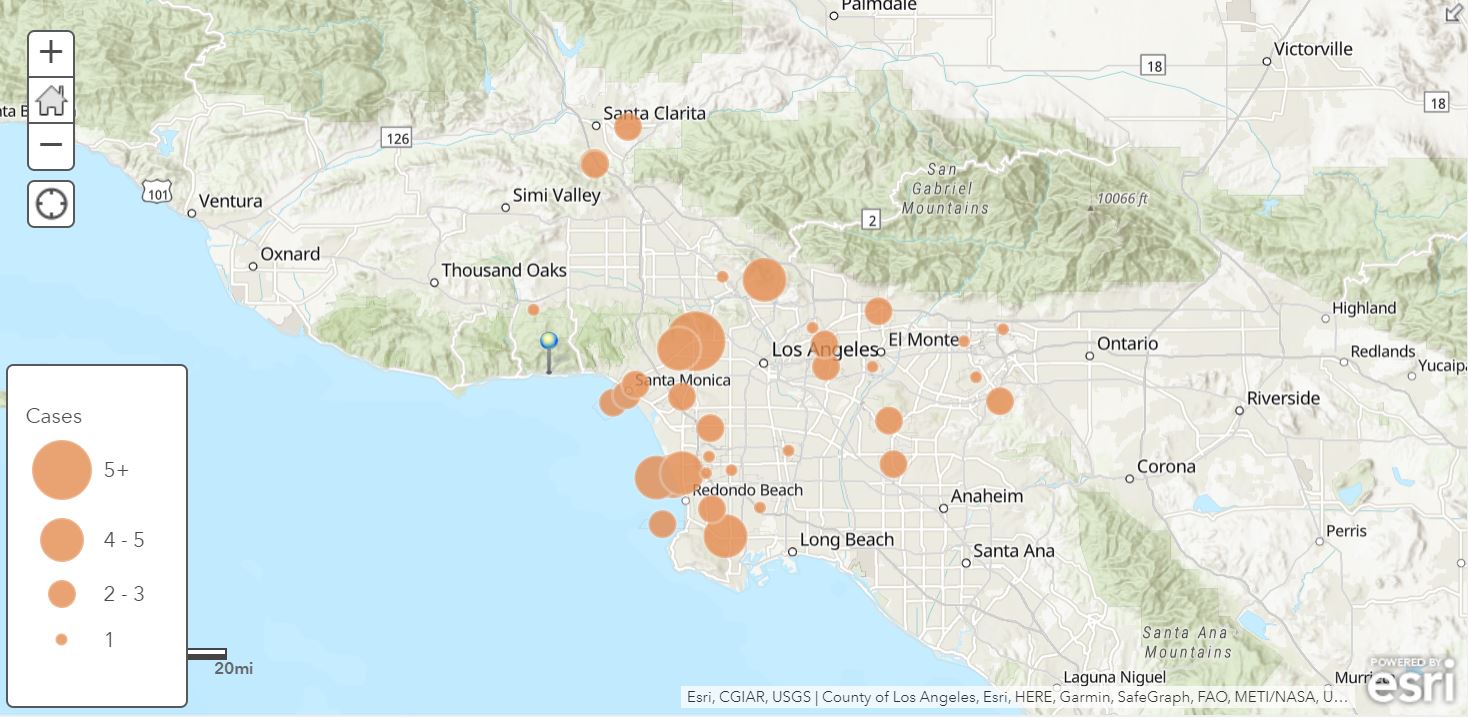 Palmdale
Victorville
18
18
nta B
Santa Clarita
126
San
Gabriel
Mountains
10066 ft
101
Ventura
Simi Valley
2
Oxnard
Thousand Oaks
Highland
Los Angeles
El Monte
Ontario
Redlands
Yucaip
Santa Monica
Riverside
Cases
5+
4 - 5
2 - 3
1
Corona
Redondo Beach
Anaheim
Long Beach
Santa Ana
Perris
Santa Ana
Mountains
20mi
Laguna Niguel
Murri
POWERED BY
esri
Esri, CGIAR, USGS | County of Los Angeles, Esri, HERE, Garmin, SafeGraph, FAO, METI/NASA, U...